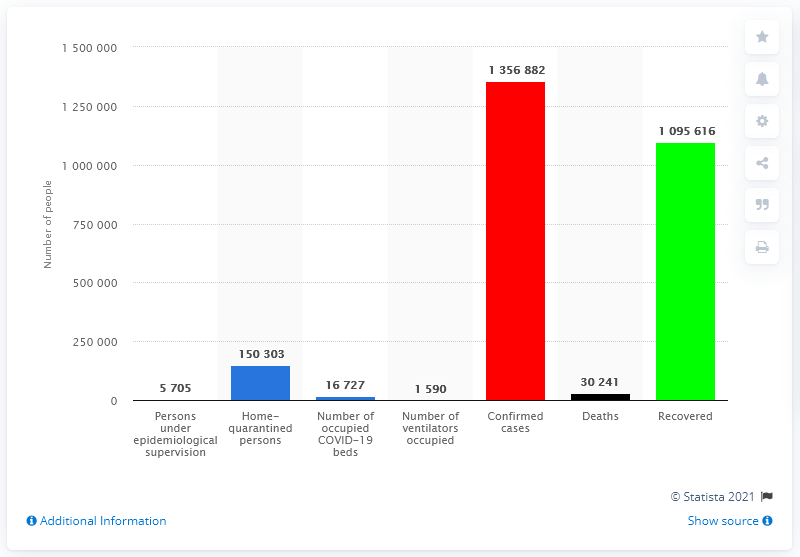 Number of people
1 500 000
1 250 000
1 000 000
750 000
500 000
250 000
0
5 705
150 303
16 727
1 590
1 356 882
30 241
1 095 616
Persons
under
epidemiological
supervision
Home-
quarantined
persons
Number of
occupied
COVID-19
beds
Number of
ventilators
occupied
Confirmed
cases
Deaths
Recovered
© Statista 2021
Additional Information
Show source